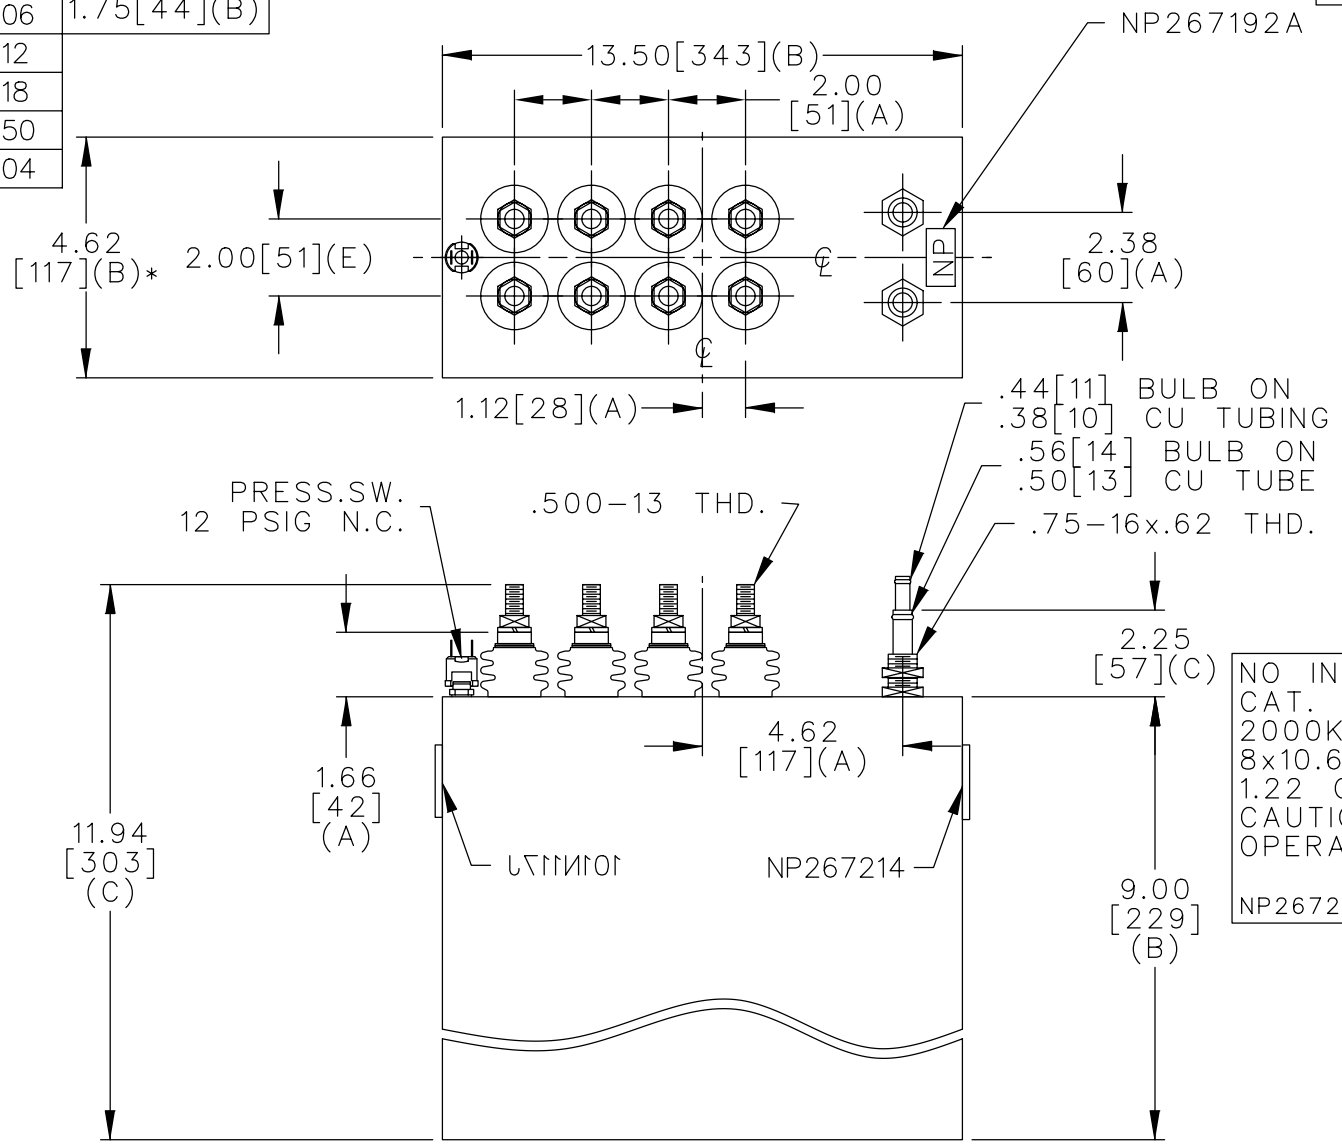 06
1.75[44](B)
12
18
50
04
NP267192A
13.50[343](B)
2.00
[51](A)
4.62
[117](B)*
2.00[51](E)
NP
2.38
[60](A)
℄
℄
1.12[28](A)
.44[11] BULB ON
.38[10] CU TUBING
.56[14] BULB ON
.50[13] CU TUBE
.75-16x.62 THD.
PRESS.SW.
12 PSIG N.C.
.500-13 THD.
2.25
[57](C)
4.62
[117](A)
1.66
[42]
(A)
11.94
[303]
(C)
101N117J
NP267214
9.00
[229]
(B)
NO IN
CAT.
2000K
8x10.6
1.22
CAUTIO
OPERA
NP2672